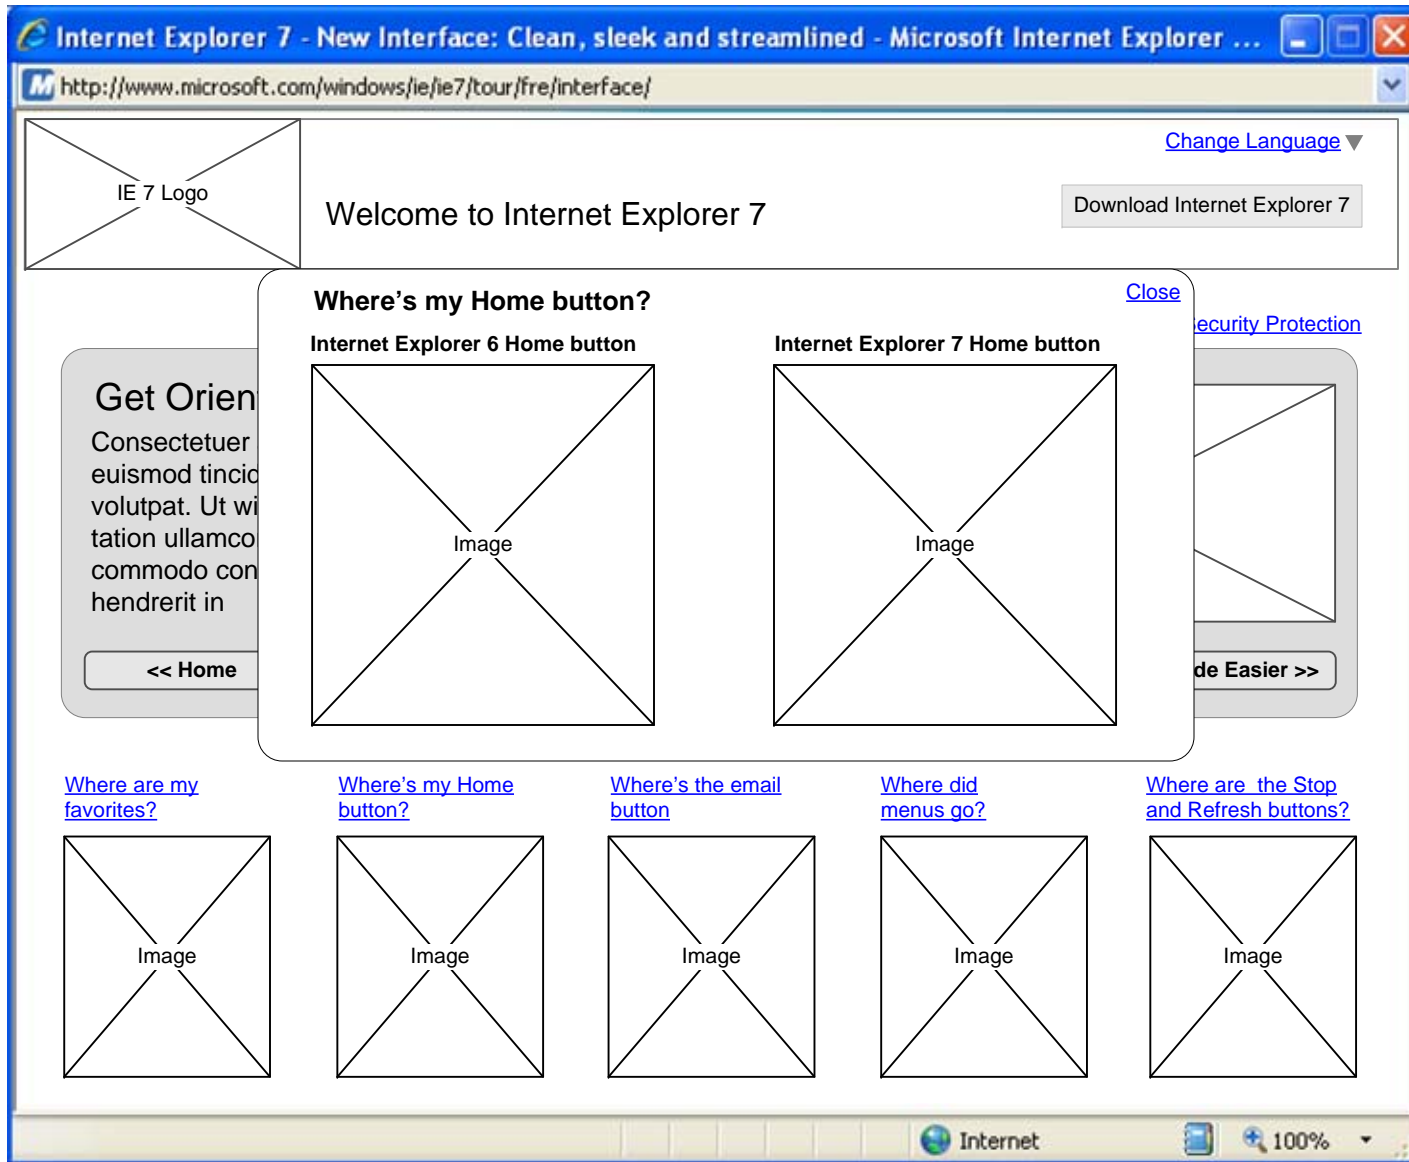 Internet Explorer 7 - New Interface: Clean, sleek and streamlined - Microsoft Internet Explorer ...
http://www.microsoft.com/windows/ie/ie7/tour/fre/interface/
Change Language
IE 7 Logo
Welcome to Internet Explorer 7
Download Internet Explorer 7
Where's my Home button?
Close
ecurity Protection
Internet Explorer 6 Home button
Internet Explorer 7 Home button
Image
Image
Get Orien
Consectetuer
euismod tincid
volutpat. Ut wi
tation ullamco
commodo con
hendrerit in
<< Home
de Easier >>
Where are my
favorites?
Where's my Home
button?
Where's the email
button
Where did
menus go?
Where are  the Stop
and Refresh buttons?
Image
Image
Image
Image
Image
Internet
100%